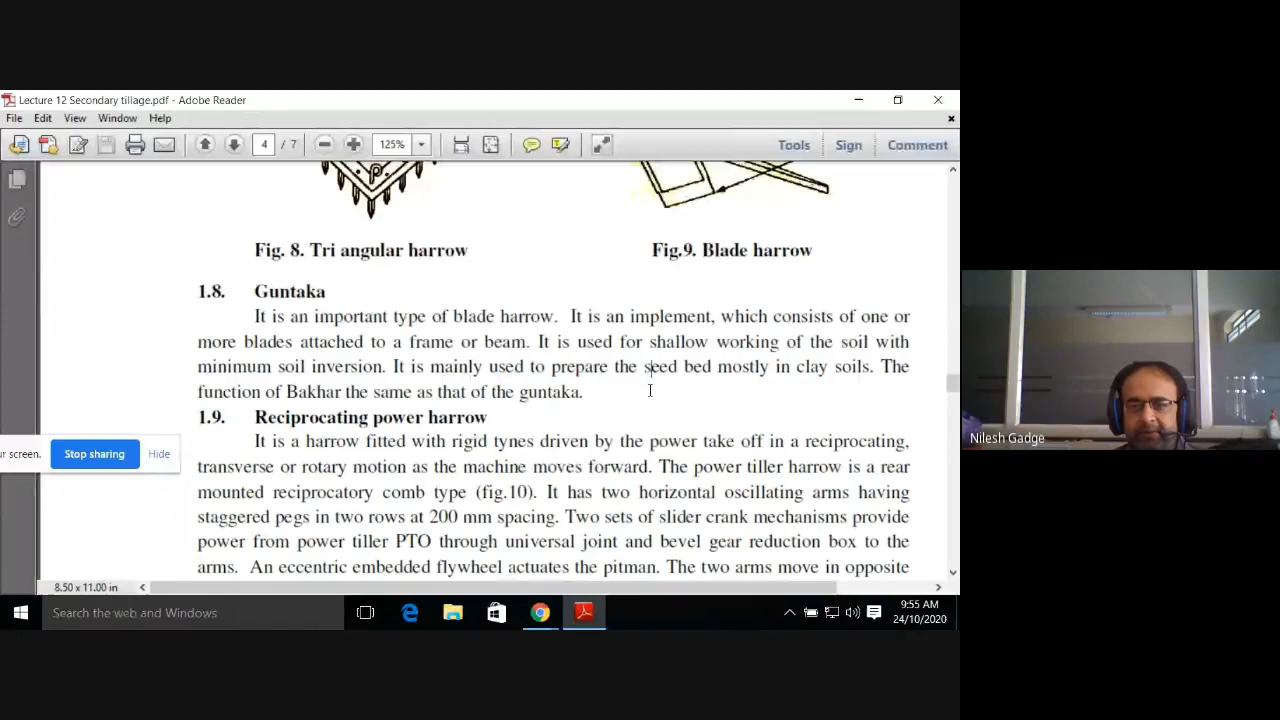 Lecture 12 Secondary tillage.pdf - Adobe Reader
File Edit View Window Help
4 / 7 125% Tools Sign Comment
Fig. 8. Tri angular harrow Fig.9. Blade harrow
1.8. Guntaka
It is an important type of blade harrow. It is an implement, which consists of one or
more blades attached to a frame or beam. It is used for shallow working of the soil with
minimum soil inversion. It is mainly used to prepare the seed bed mostly in clay soils. The
function of Bakhar the same as that of the guntaka.
1.9. Reciprocating power harrow
It is a harrow fitted with rigid tynes driven by the power take off in a reciprocating,
transverse or rotary motion as the machine moves forward. The power tiller harrow is a rear
mounted reciprocatory comb type (fig.10). It has two horizontal oscillating arms having
staggered pegs in two rows at 200 mm spacing. Two sets of slider crank mechanisms provide
power from power tiller PTO through universal joint and bevel gear reduction box to the
arms. An eccentric embedded flywheel actuates the pitman. The two arms move in opposite
ur screen. Stop sharing Hide
Nilesh Gadge
8.50 x 11.00 in
Search the web and Windows
9:55 AM
24/10/2020